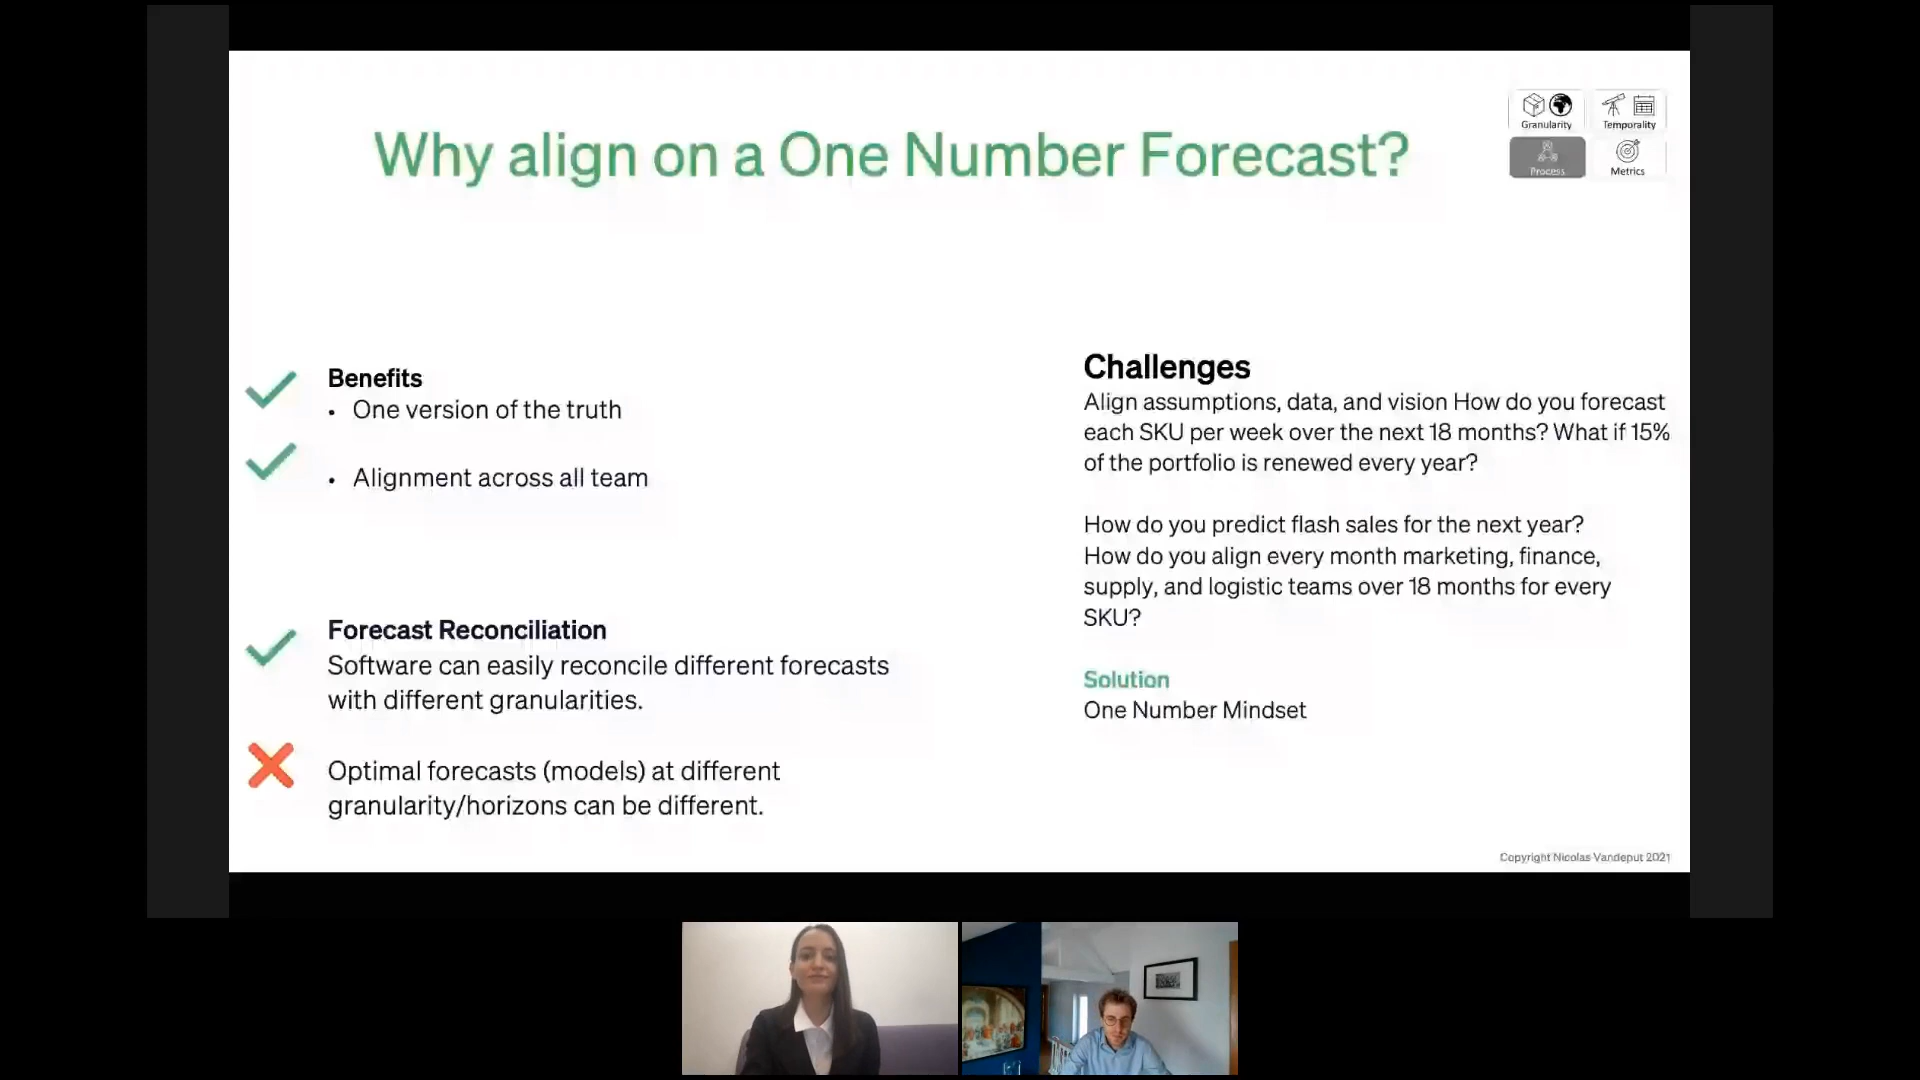 Why align on a One Number Forecast?
Granularity
Temporality
Process
Metrics
Benefits
• One version of the truth
• Alignment across all team
Forecast Reconciliation
Software can easily reconcile different forecasts
with different granularities.
Optimal forecasts (models) at different
granularity/horizons can be different.
Challenges
Align assumptions, data, and vision How do you forecast
each SKU per week over the next 18 months? What if 15%
of the portfolio is renewed every year?
How do you predict flash sales for the next year?
How do you align every month marketing, finance,
supply, and logistic teams over 18 months for every
SKU?
Solution
One Number Mindset
Copyright Nicolas Vandeput 2021